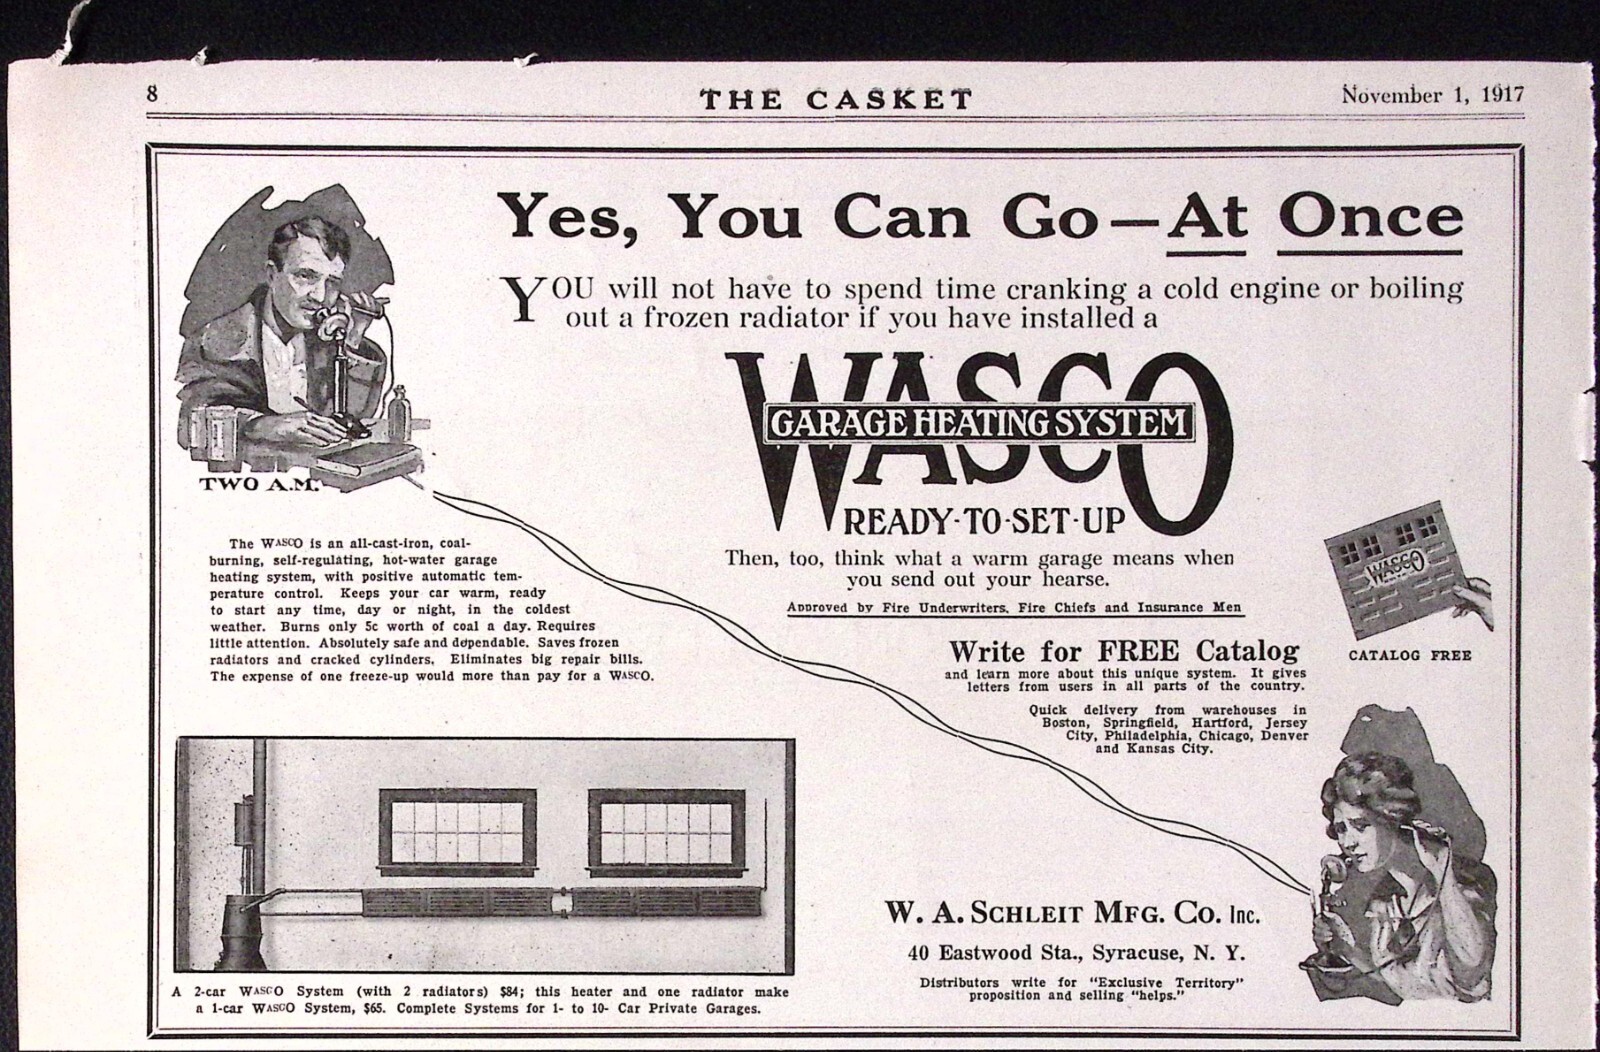 8
THE CASKET
November 1, 1917
Yes, You Can Go—At Once
YOU will not have to spend time cranking a cold engine or boiling
out a frozen radiator if you have installed a
WASCO
GARAGE HEATING SYSTEM
READY-TO-SET-UP
TWO A.M.
Then, too, think what a warm garage means when
you send out your hearse.
Approved by Fire Underwriters, Fire Chiefs and Insurance Men
The WASCO is an all-cast-iron, coal-
burning, self-regulating, hot-water garage
heating system, with positive automatic tem-
perature control. Keeps your car warm, ready
to start any time, day or night, in the coldest
weather. Burns only 5c worth of coal a day. Requires
little attention. Absolutely safe and dependable. Saves frozen
radiators and cracked cylinders. Eliminates big repair bills.
The expense of one freeze-up would more than pay for a WASCO.
WASCO
CATALOG FREE
Write for FREE Catalog
and learn more about this unique system. It gives
letters from users in all parts of the country.
Quick delivery from warehouses in
Boston, Springfield, Hartford, Jersey
City, Philadelphia, Chicago, Denver
and Kansas City.
A 2-car WASCO System (with 2 radiators) $84; this heater and one radiator make
a 1-car WASCO System, $65. Complete Systems for 1- to 10- Car Private Garages.
W. A. SCHLEIT MFG. CO. Inc.
40 Eastwood Sta., Syracuse, N. Y.
Distributors write for "Exclusive Territory"
proposition and selling "helps."